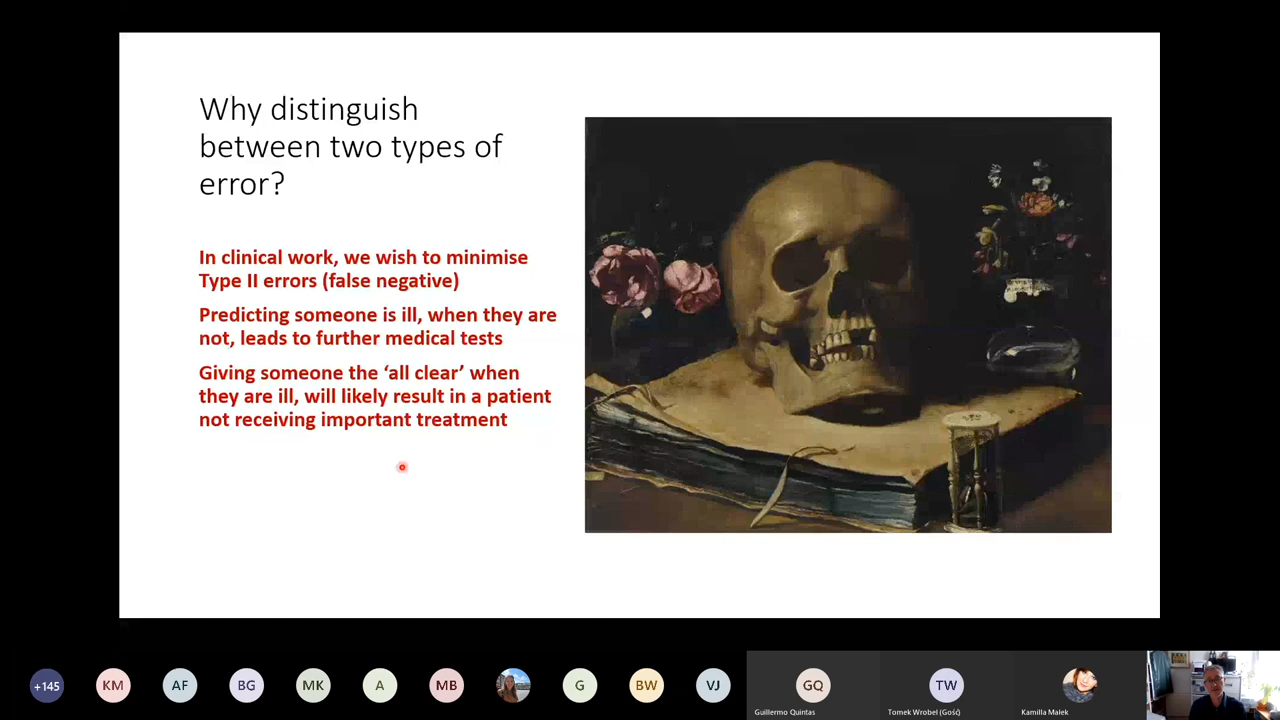 Why distinguish
between two types of
error?
In clinical work, we wish to minimise
Type II errors (false negative)
Predicting someone is ill, when they are
not, leads to further medical tests
Giving someone the ‘all clear’ when
they are ill, will likely result in a patient
not receiving important treatment
+145
KM
AF
BG
MK
A
MB
G
BW
VJ
GQ
TW
Guillermo Quintas
Tomek Wrobel (Gość)
Kamilla Malek